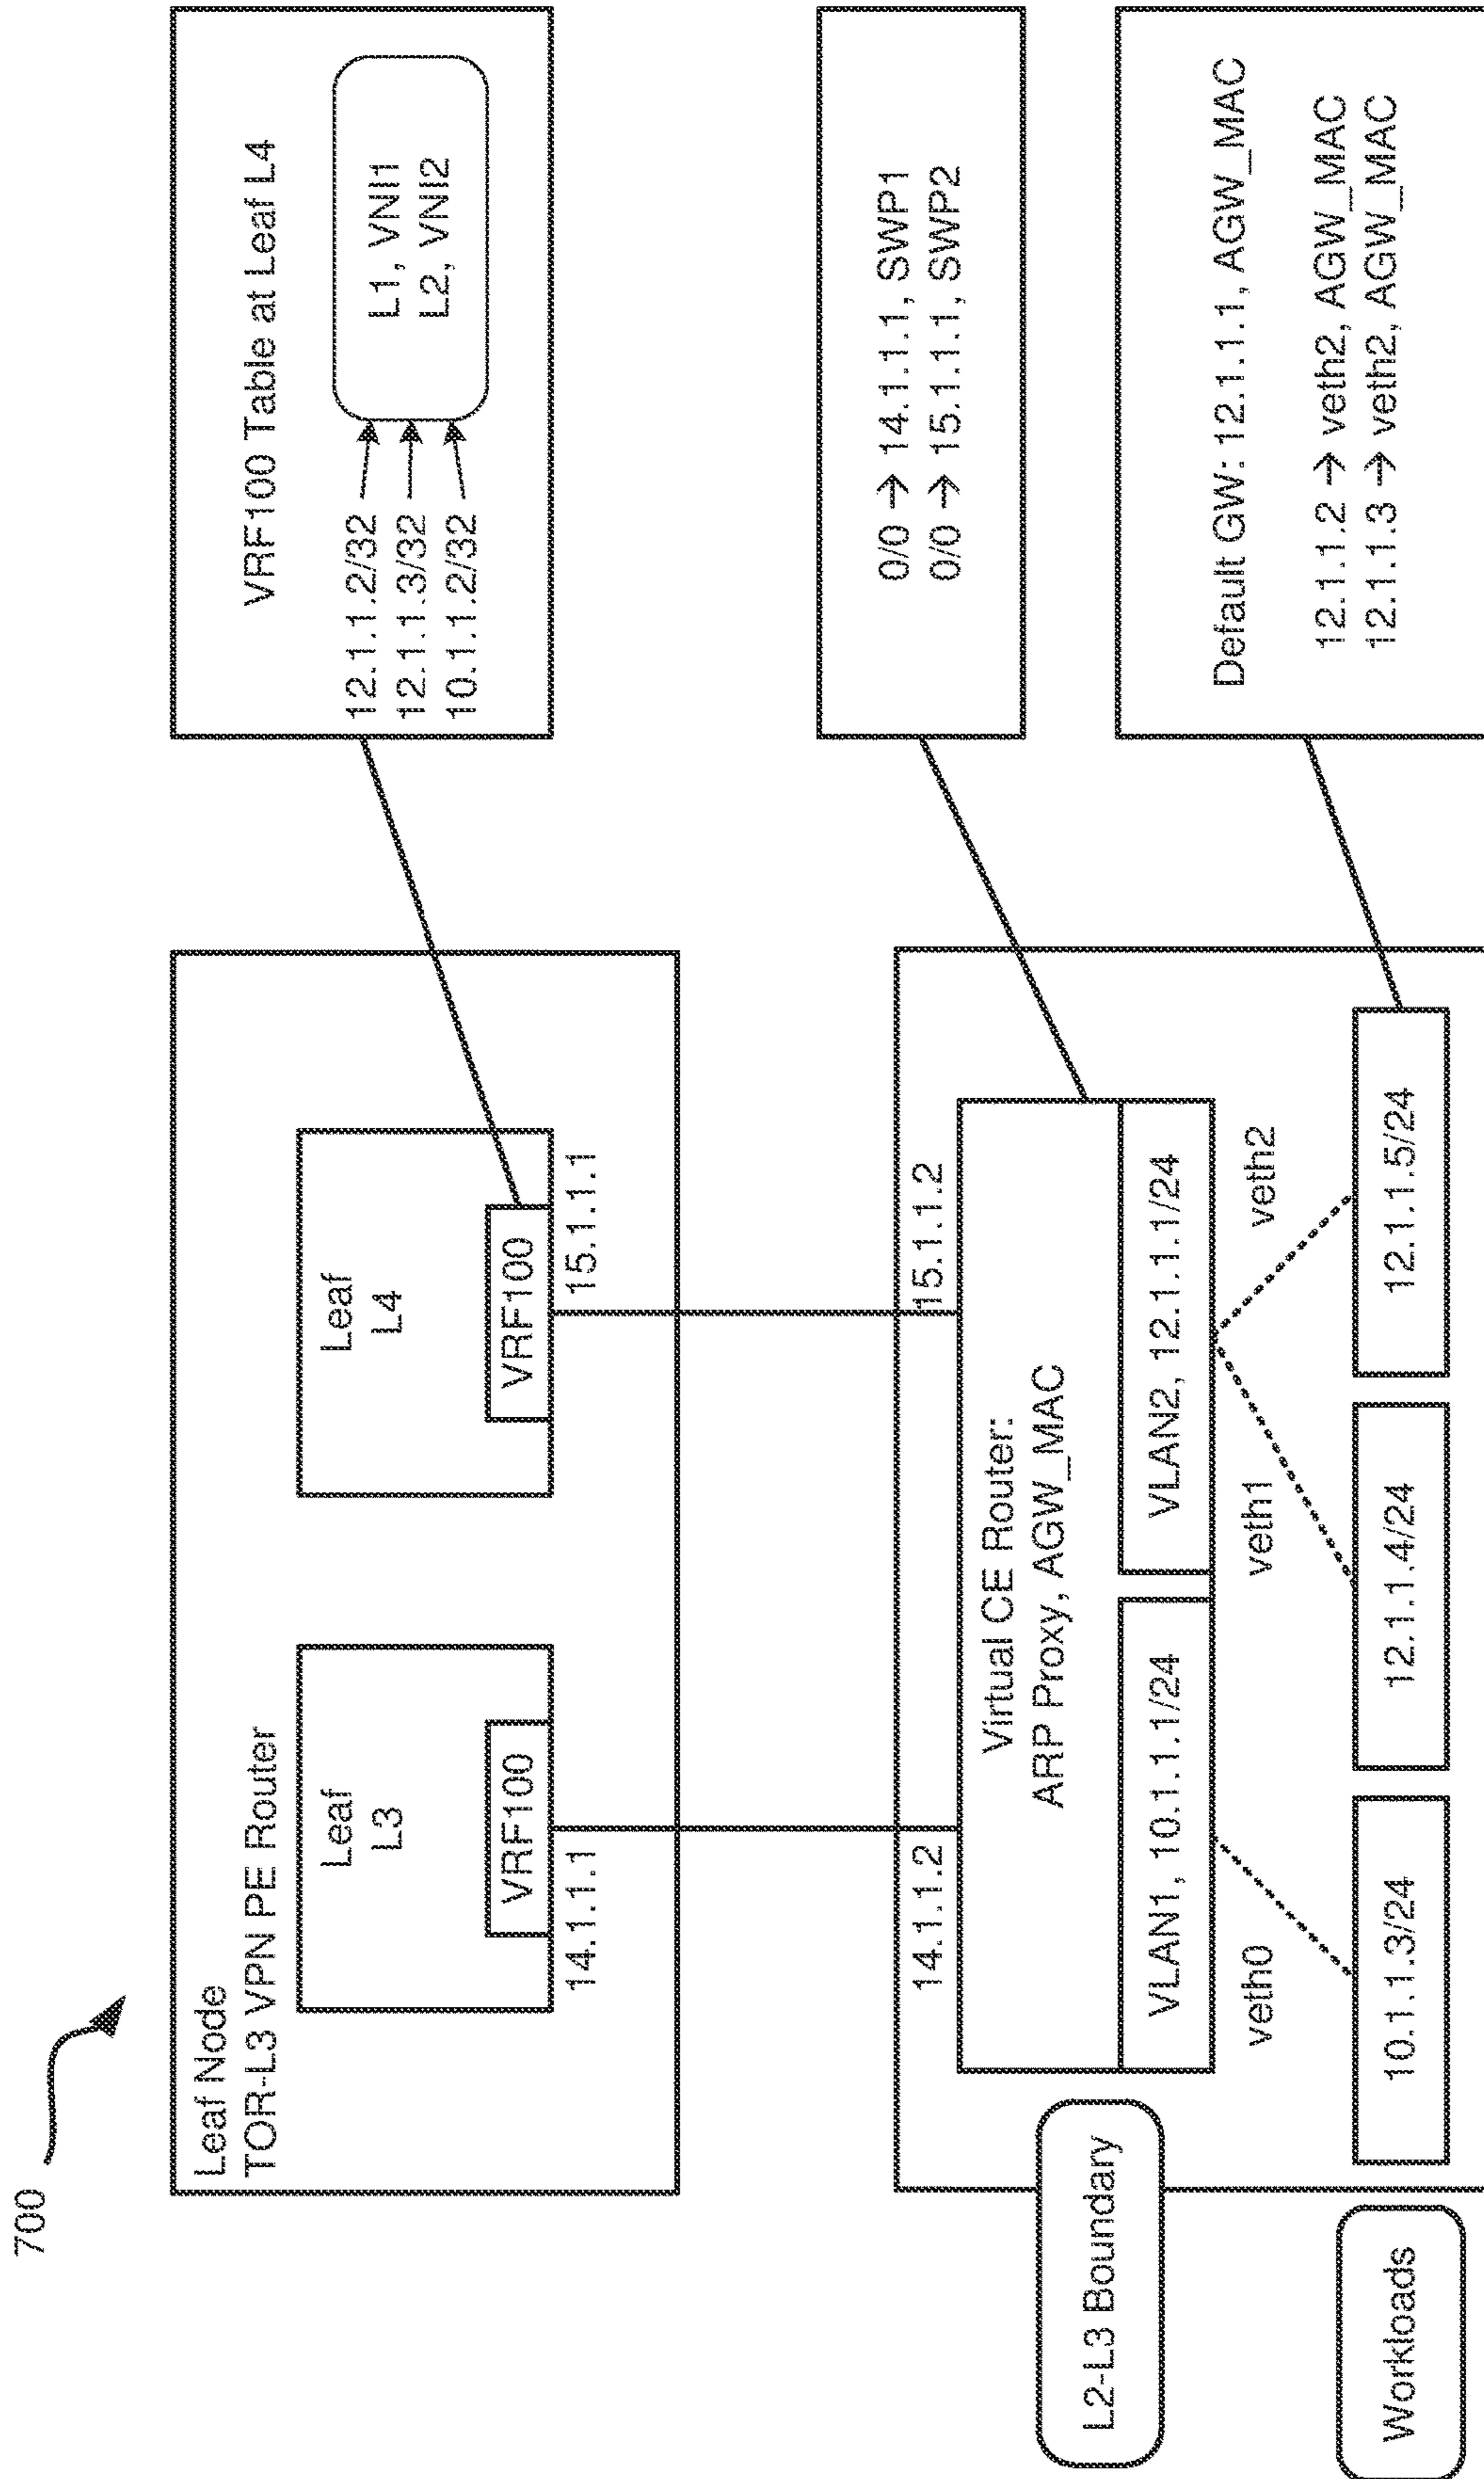 700
Leaf Node
TOR-L3 VPN PE Router
Leaf
L3
VRF100
14.1.1.1
Leaf
L4
VRF100
15.1.1.1
VRF100 Table at Leaf L4
12.1.1.2/32
12.1.1.3/32
10.1.1.2/32
L1, VNI1
L2, VNI2
14.1.1.2
15.1.1.2
Virtual CE Router:
ARP Proxy, AGW_MAC
VLAN1, 10.1.1.1/24
VLAN2, 12.1.1.1/24
0/0 → 14.1.1.1, SWP1
0/0 → 15.1.1.1, SWP2
L2-L3 Boundary
veth0
veth1
veth2
Workloads
10.1.1.3/24
12.1.1.4/24
12.1.1.5/24
Default GW: 12.1.1.1, AGW_MAC
12.1.1.2 → veth2, AGW_MAC
12.1.1.3 → veth2, AGW_MAC